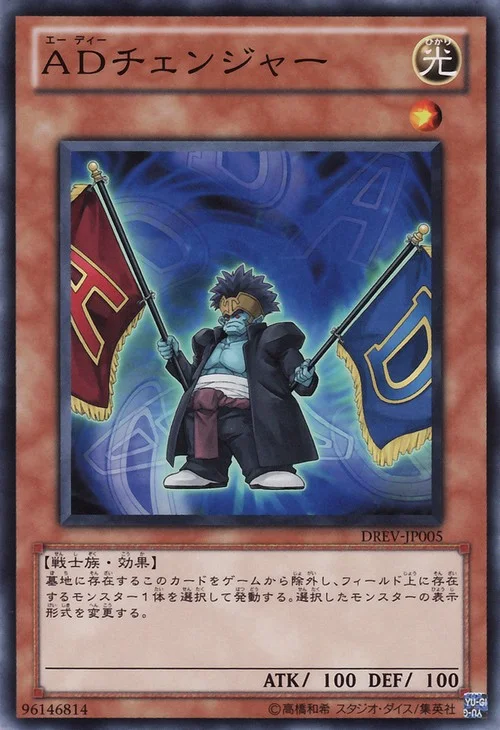 エー ディー
ADチェンジャー
ひかり
光
A
D
A
D
DREV-JP005
【戦士族・効果】
墓地に存在するこのカードをゲームから除外し、フィールド上に存在
するモンスター1体を選択して発動する。選択したモンスターの表示
形式を変更する。
ATK/ 100 DEF/ 100
96146814
©高橋和希 スタジオ・ダイス/集英社